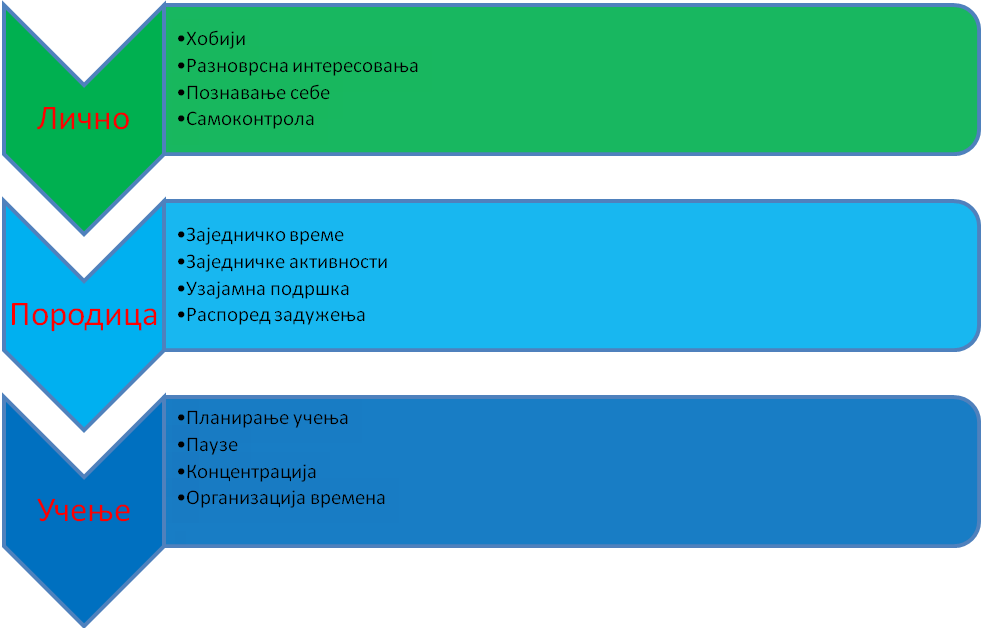 Лично
•Хобији
•Разноврсна интересовања
•Познавање себе
•Самоконтрола
Породица
•Заједничко време
•Заједничке активности
•Узајамна подршка
•Распоред задужења
Учење
•Планирање учења
•Паузе
•Концентрација
•Организација времена